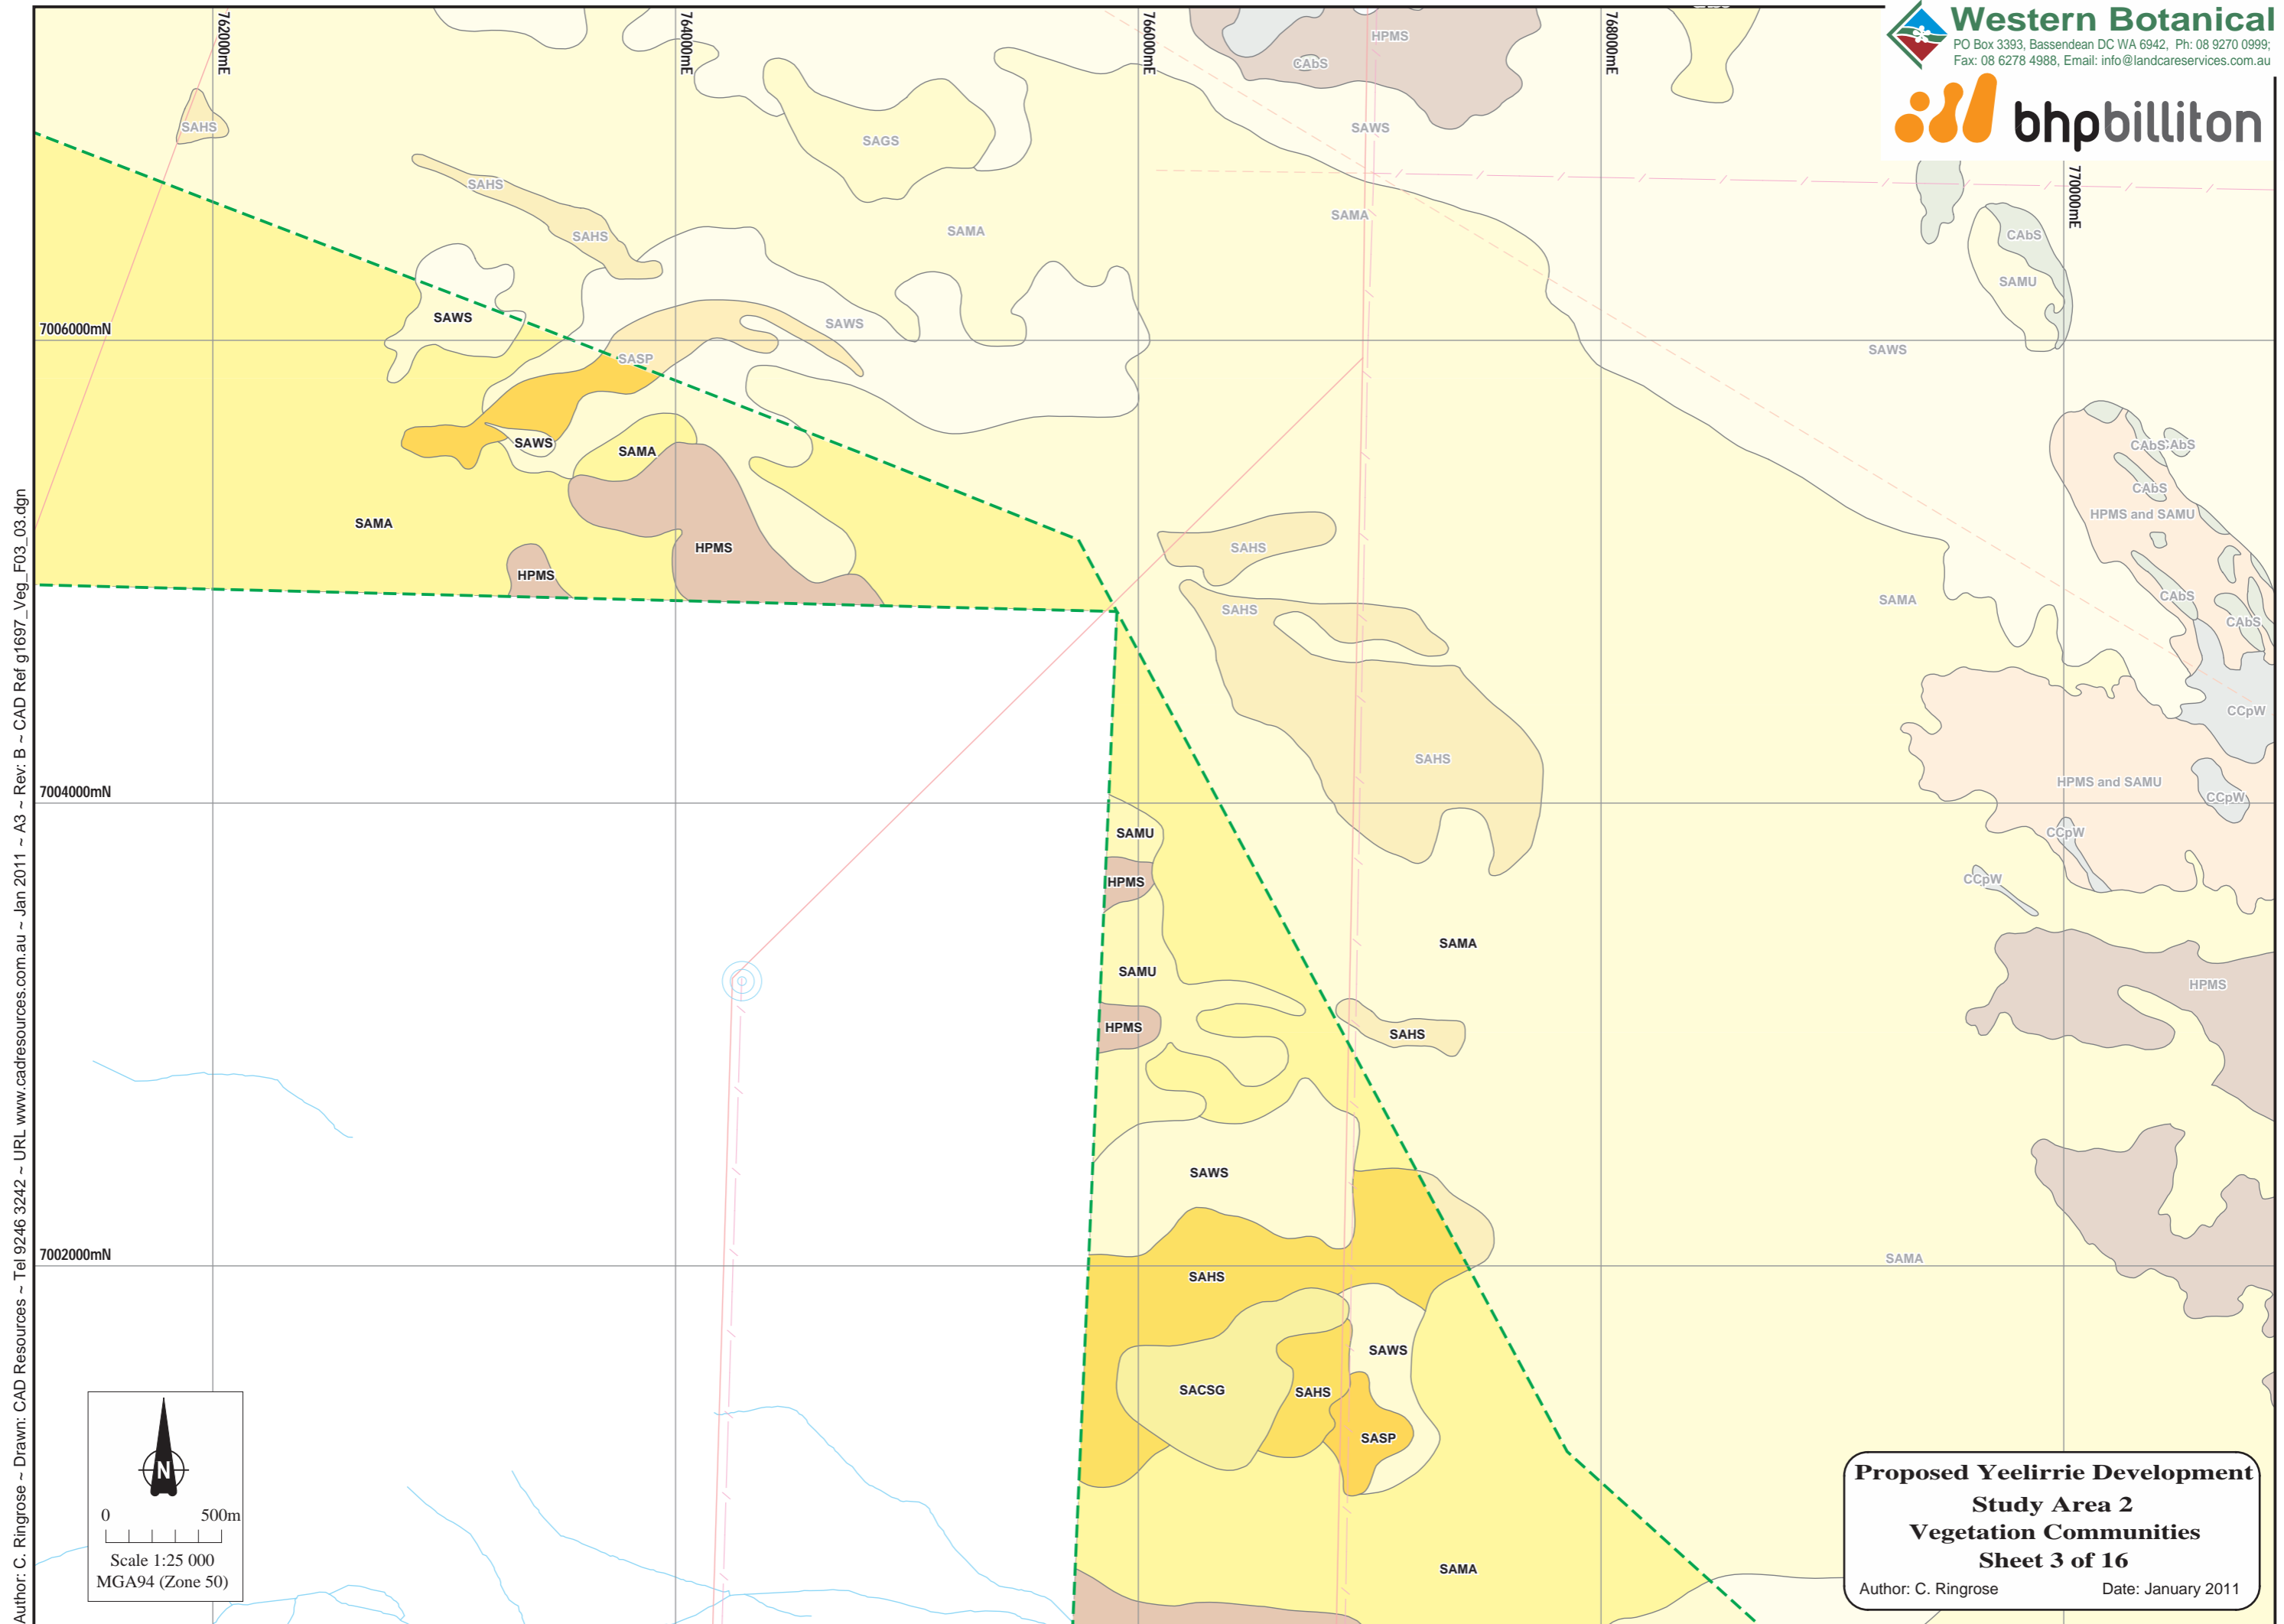 762000mE
764000mE
766000mE
768000mE
770000mE
Western Botanical
PO Box 3393, Bassendean DC WA 6942, Ph: 08 9270 0999;
Fax: 08 6278 4988, Email: info@landcareservices.com.au
bhpbilliton
HPMS
CAbS
SAHS
SAWS
SAGS
SAHS
SAMA
SAMA
SAHS
CAbS
SAMU
SAWS
SAWS
7006000mN
SASP
SAWS
SAWS
SAMA
CAbS
CAbS
CAbS
HPMS and SAMU
SAMA
HPMS
SAHS
HPMS
CAbS
SAMA
SAHS
CAbS
CCpW
SAHS
HPMS and SAMU
7004000mN
CCpW
SAMU
CCpW
HPMS
CCpW
SAMA
SAMU
HPMS
HPMS
SAHS
SAWS
7002000mN
SAMA
SAHS
SAWS
SACSG
SAHS
SASP
SAMA
N
0 500m
Scale 1:25 000
MGA94 (Zone 50)
Proposed Yeelirrie Development
Study Area 2
Vegetation Communities
Sheet 3 of 16
Author: C. Ringrose Date: January 2011
Author: C. Ringrose ~ Drawn: CAD Resources ~ Tel 9246 3242 ~ URL www.cadresources.com.au ~ Jan 2011 ~ A3 ~ Rev: B ~ CAD Ref g1697_Veg_F03_03.dgn